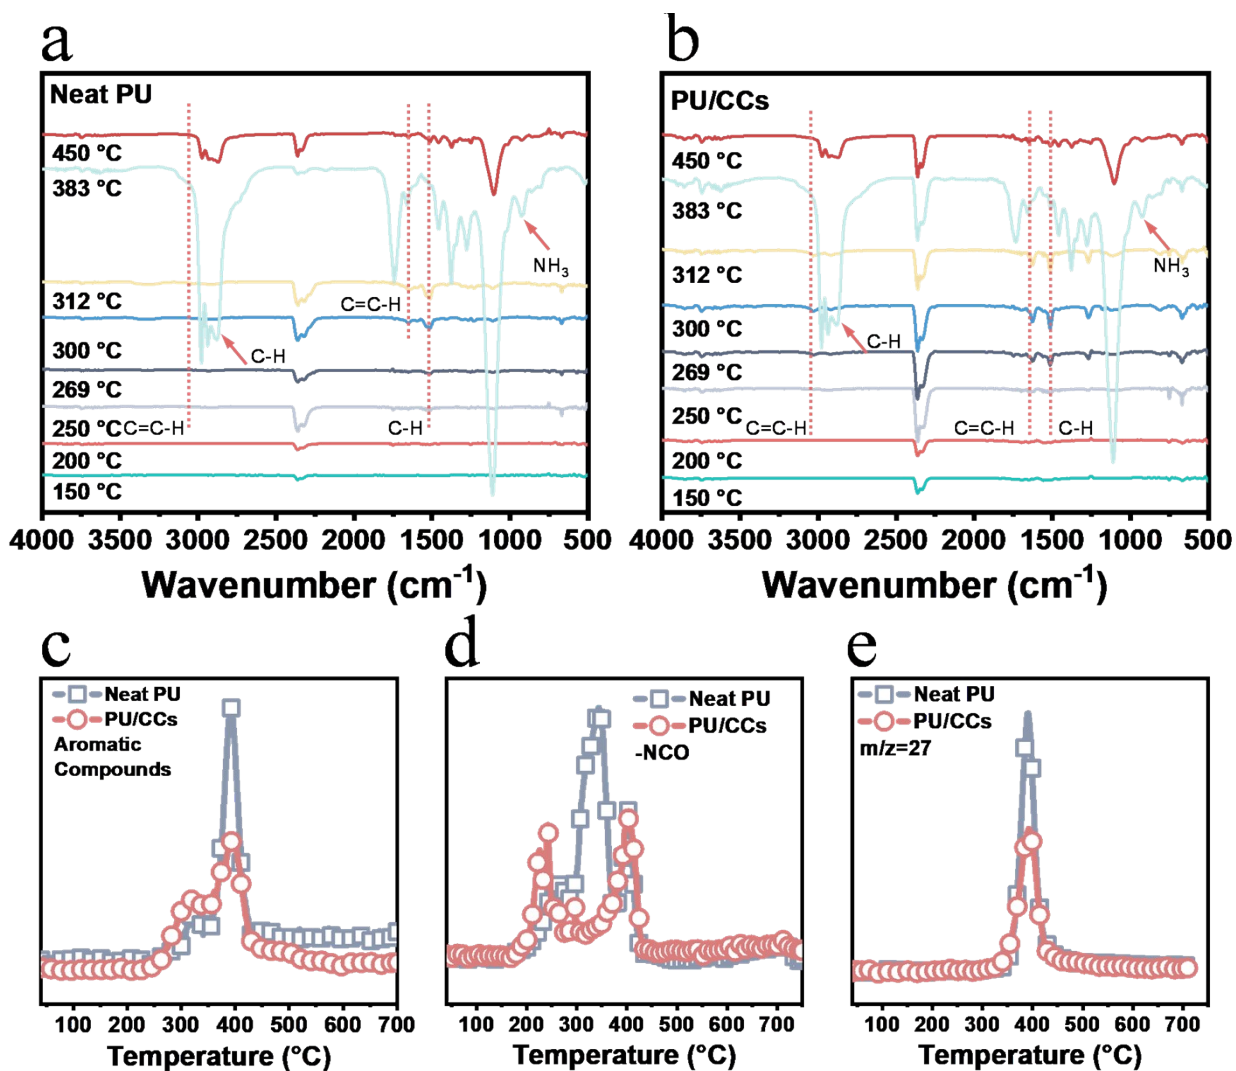 a
Neat PU
450 °C
383 °C
NH₃
312 °C
C=C-H
300 °C
C-H
269 °C
250 °C
C=C-H
C-H
200 °C
150 °C
4000 3500 3000 2500 2000 1500 1000 500
Wavenumber (cm⁻¹)
b
PU/CCs
450 °C
383 °C
312 °C
NH₃
300 °C
C-H
269 °C
250 °C
C=C-H
C=C-H
C-H
200 °C
150 °C
4000 3500 3000 2500 2000 1500 1000 500
Wavenumber (cm⁻¹)
c
Neat PU
PU/CCs
Aromatic
Compounds
100 200 300 400 500 600 700
Temperature (°C)
d
Neat PU
PU/CCs
-NCO
100 200 300 400 500 600 700
Temperature (°C)
e
Neat PU
PU/CCs
m/z=27
100 200 300 400 500 600 700
Temperature (°C)